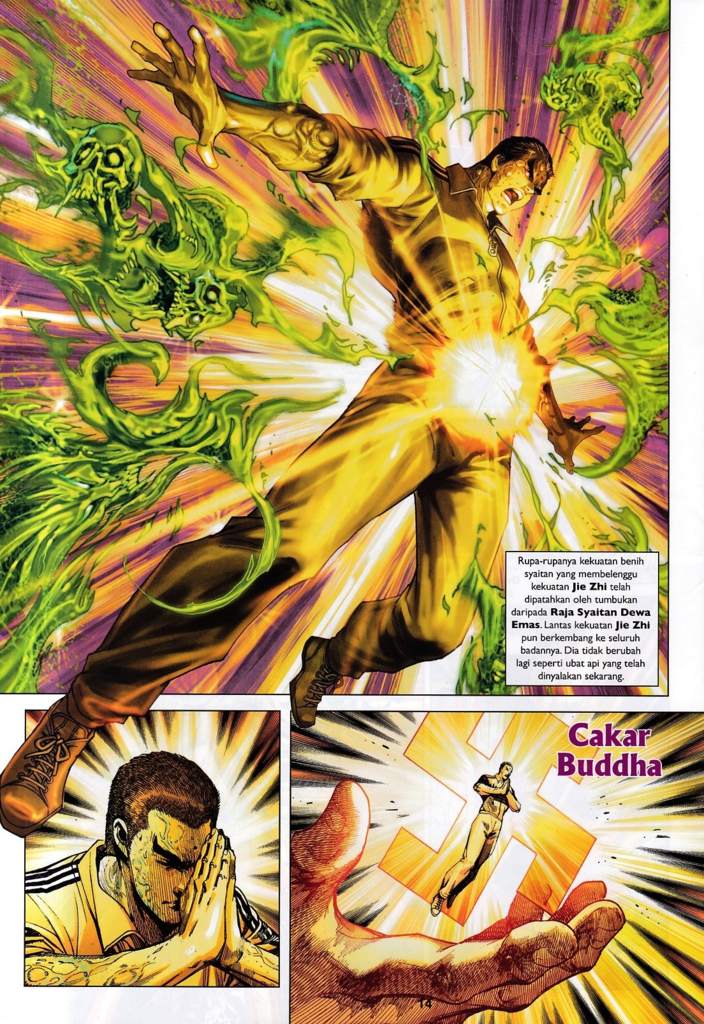 Rupa-rupanya kekuatan benih
syaitan yang membelenggu
kekuatan Jie Zhi telah
dipatahkan oleh tumbukan
daripada Raja Syaitan Dewa
Emas. Lantas kekuatan Jie Zhi
pun berkembang ke seluruh
badannya. Dia tidak berubah
lagi seperti ubat api yang telah
dinyalakan sekarang.
Cakar
Buddha
14